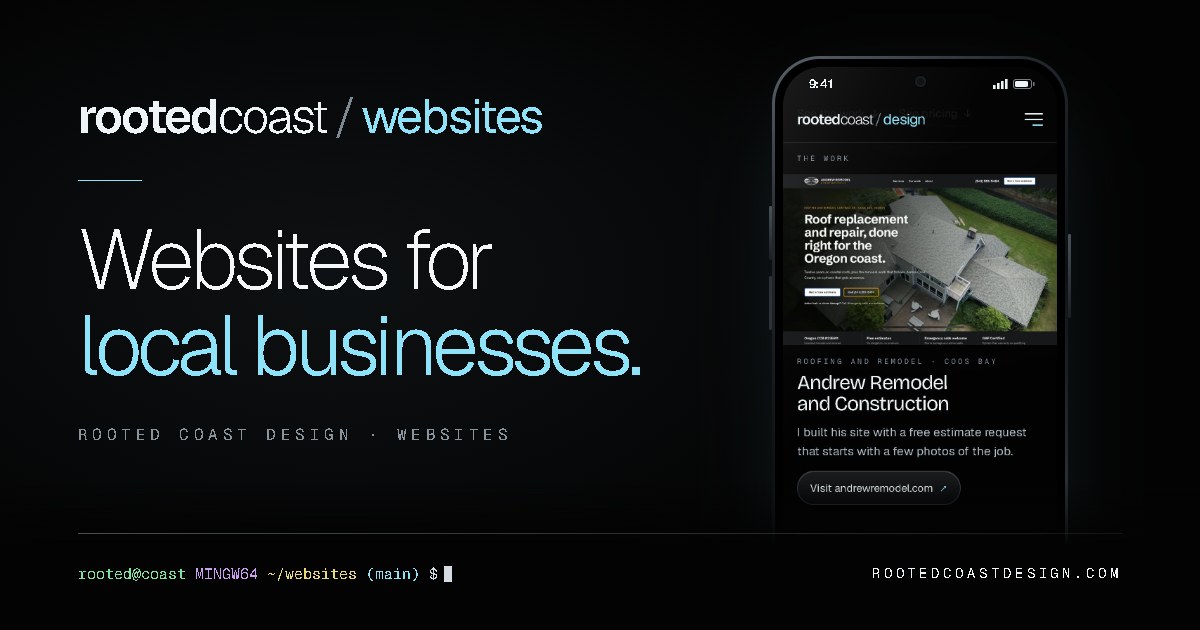 rootedcoast / websites
Websites for
local businesses.
ROOTED COAST DESIGN · WEBSITES
9:41
rootedcoast / design
THE WORK
Roof replacement
and repair, done
right for the
Oregon coast.
ROOFING AND REMODEL · COOS BAY
Andrew Remodel
and Construction
I built his site with a free estimate request
that starts with a few photos of the job.
Visit andrewremodel.com ↗
rooted@coast MINGW64 ~/websites (main) $
ROOTEDCOASTDESIGN.COM